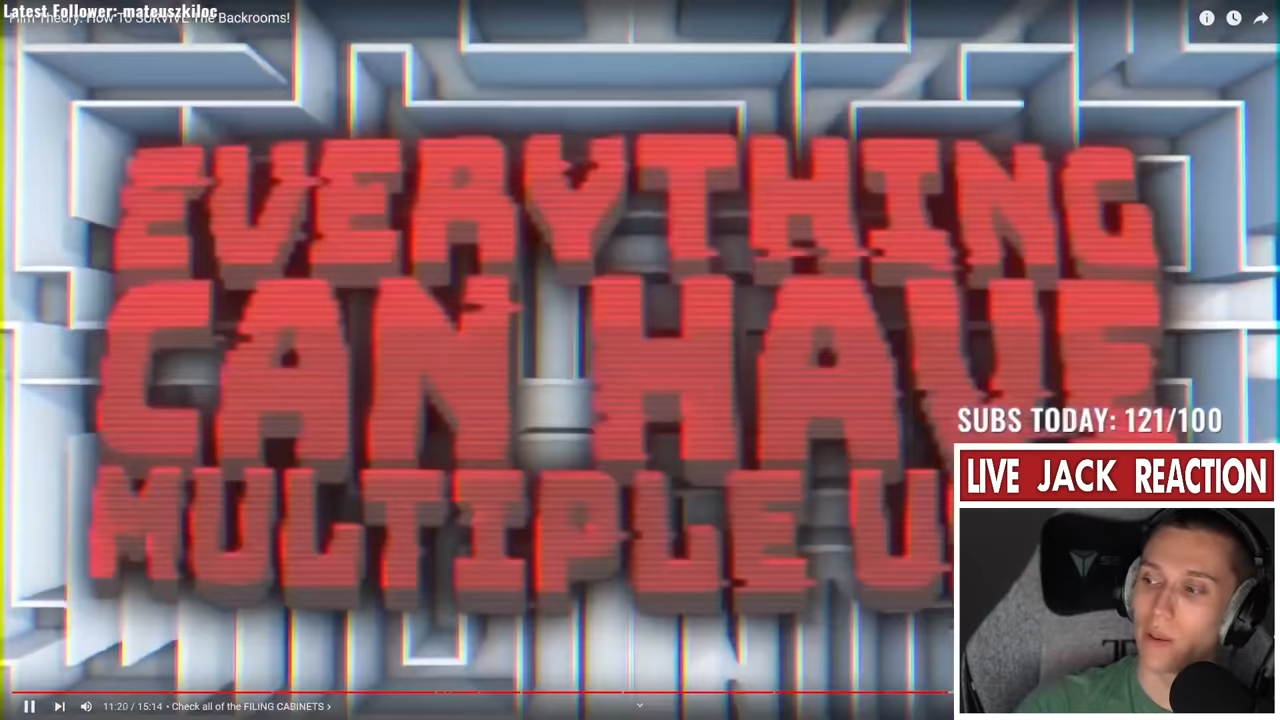 Latest Follower: mateuszkiloc
Film Theory: How To SURVIVE The Backrooms!
EVERYTHING
CAN HAVE
MULTIPLE U
SUBS TODAY: 121/100
LIVE JACK REACTION
11:20 / 15:14 • Check all of the FILING CABINETS ›